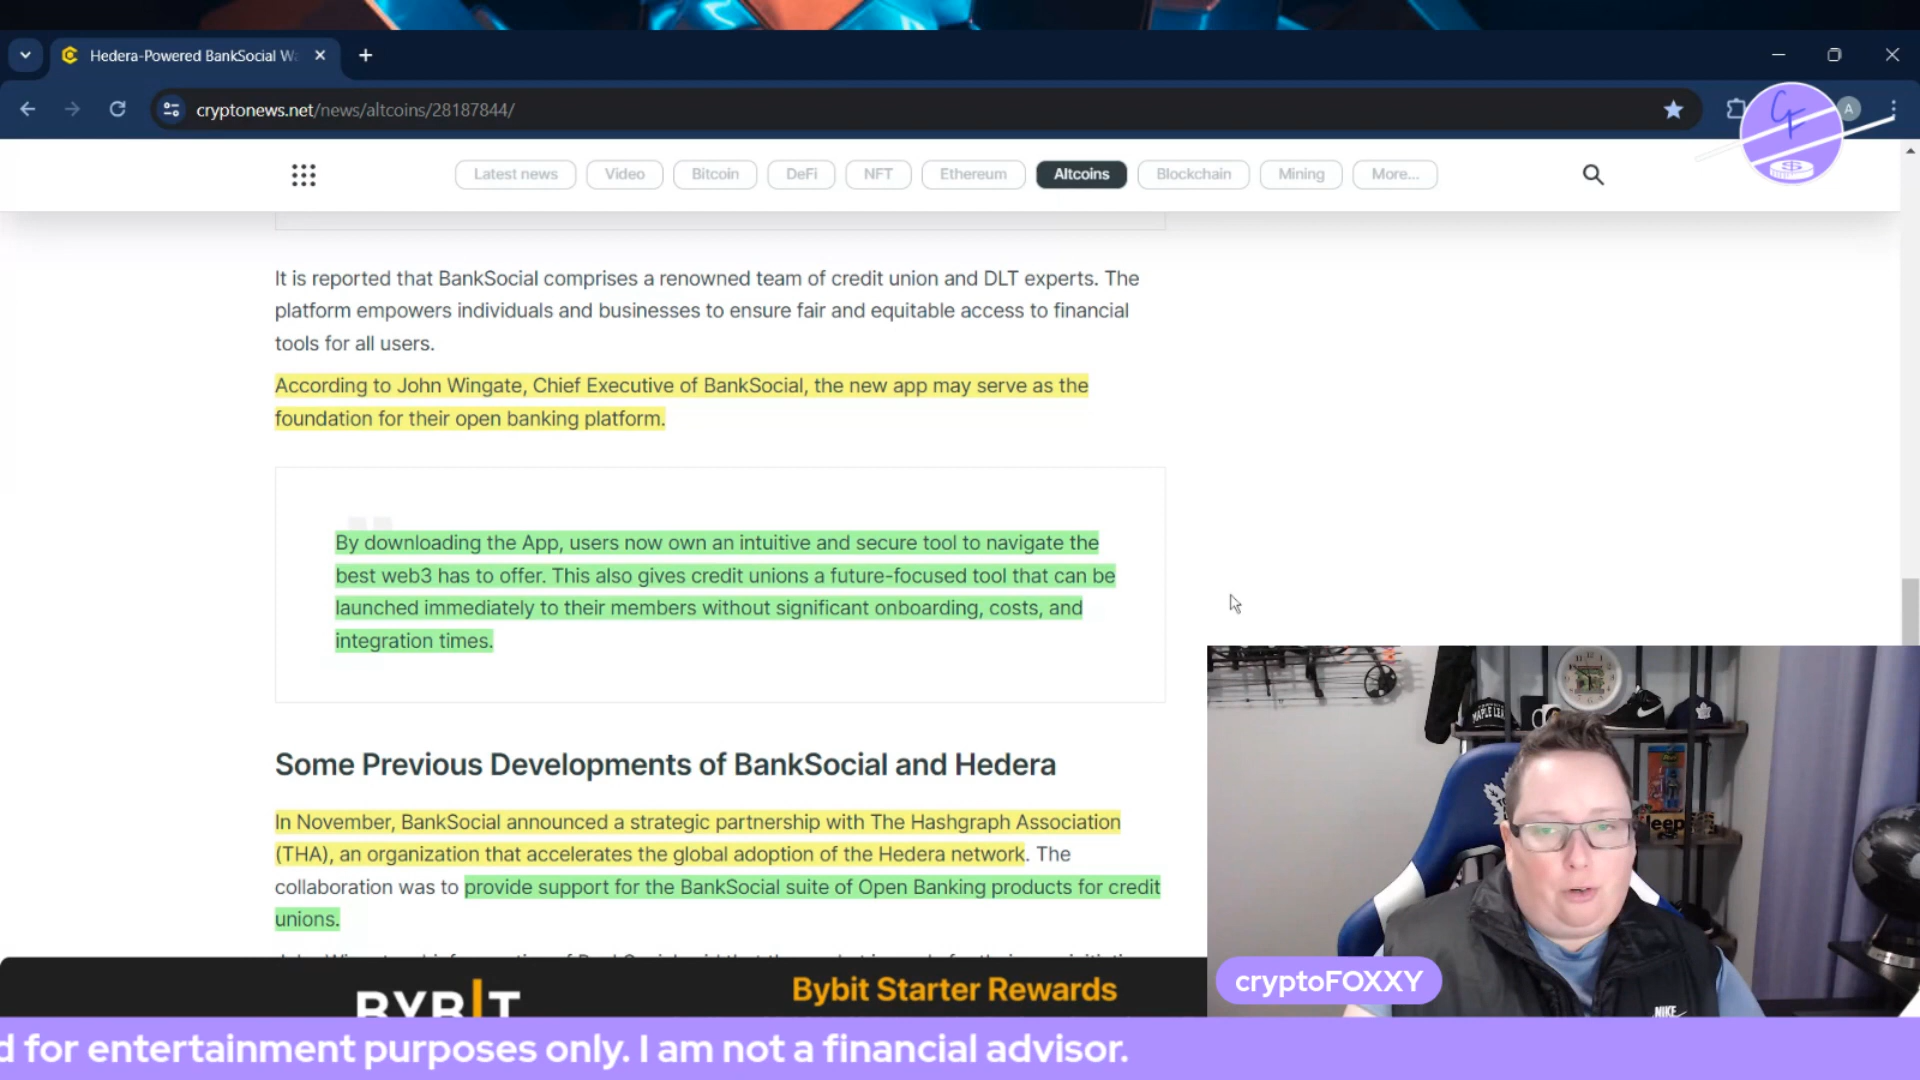 Hedera-Powered BankSocial Wa
cryptonews.net/news/altcoins/28187844/
A
Latest news
Video
Bitcoin
DeFi
NFT
Ethereum
Altcoins
Blockchain
Mining
More...
It is reported that BankSocial comprises a renowned team of credit union and DLT experts. The
platform empowers individuals and businesses to ensure fair and equitable access to financial
tools for all users.
According to John Wingate, Chief Executive of BankSocial, the new app may serve as the
foundation for their open banking platform.
By downloading the App, users now own an intuitive and secure tool to navigate the
best web3 has to offer. This also gives credit unions a future-focused tool that can be
launched immediately to their members without significant onboarding, costs, and
integration times.
Some Previous Developments of BankSocial and Hedera
In November, BankSocial announced a strategic partnership with The Hashgraph Association
(THA), an organization that accelerates the global adoption of the Hedera network. The
collaboration was to provide support for the BankSocial suite of Open Banking products for credit
unions.
BYBIT
Bybit Starter Rewards
MAPLE LEA
Jeep
NIKE
cryptoFOXXY
d for entertainment purposes only. I am not a financial advisor.